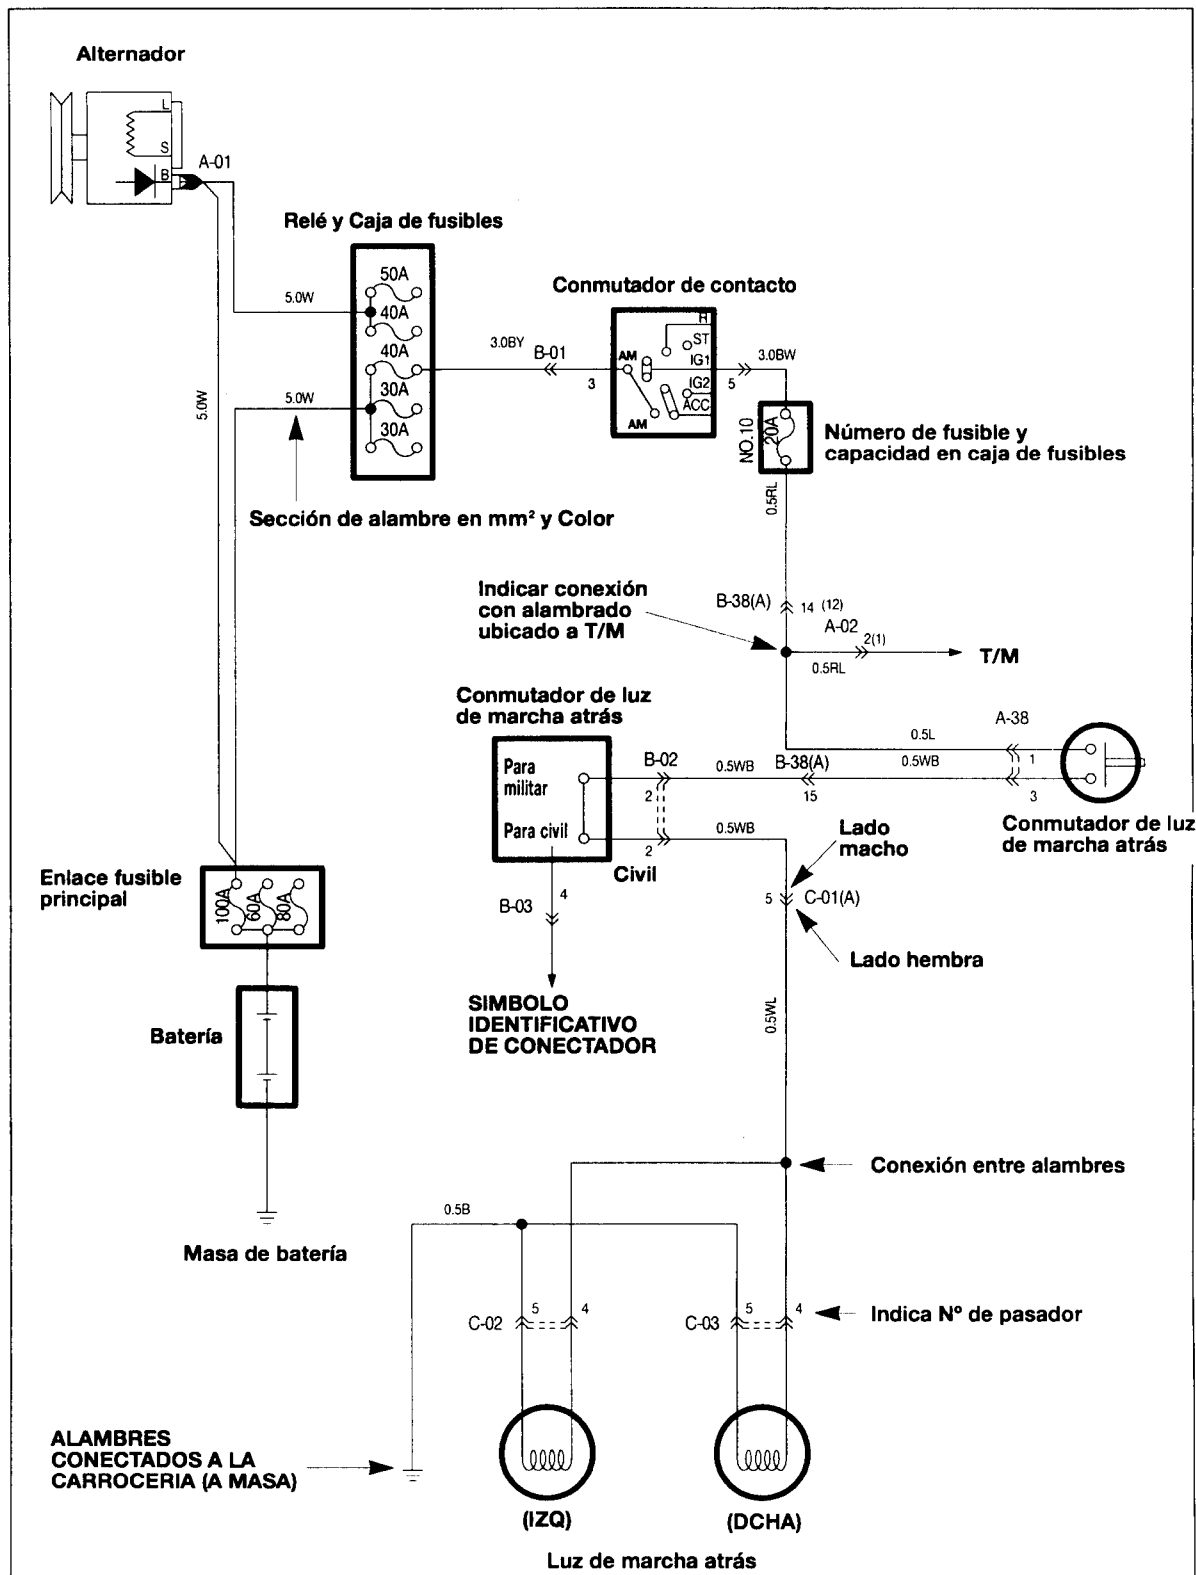 Alternador
L
S
B
A-01
Relé y Caja de fusibles
50A
40A
40A
30A
30A
5.0W
5.0W
5.0W
Conmutador de contacto
3.0BY
B-01
3
AM
AM
R
ST
IG1
IG2
ACC
5
3.0BW
NO.10
20A
Número de fusible y
capacidad en caja de fusibles
0.5RL
Sección de alambre en mm² y Color
Indicar conexión
con alambrado
ubicado a T/M
B-38(A)
14 (12)
A-02
2(1)
0.5RL
T/M
Conmutador de luz
de marcha atrás
Para
militar
Para civil
B-02
2
2
0.5WB
0.5WB
B-38(A)
15
0.5L
0.5WB
A-38
1
3
Conmutador de luz
de marcha atrás
Civil
Lado
macho
5
C-01(A)
Lado hembra
4
B-03
SIMBOLO
IDENTIFICATIVO
DE CONECTADOR
0.5WL
Enlace fusible
principal
100A
60A
80A
Batería
Masa de batería
Conexión entre alambres
0.5B
5
4
C-02
5
4
C-03
Indica Nº de pasador
ALAMBRES
CONECTADOS A LA
CARROCERIA (A MASA)
(IZQ)
(DCHA)
Luz de marcha atrás